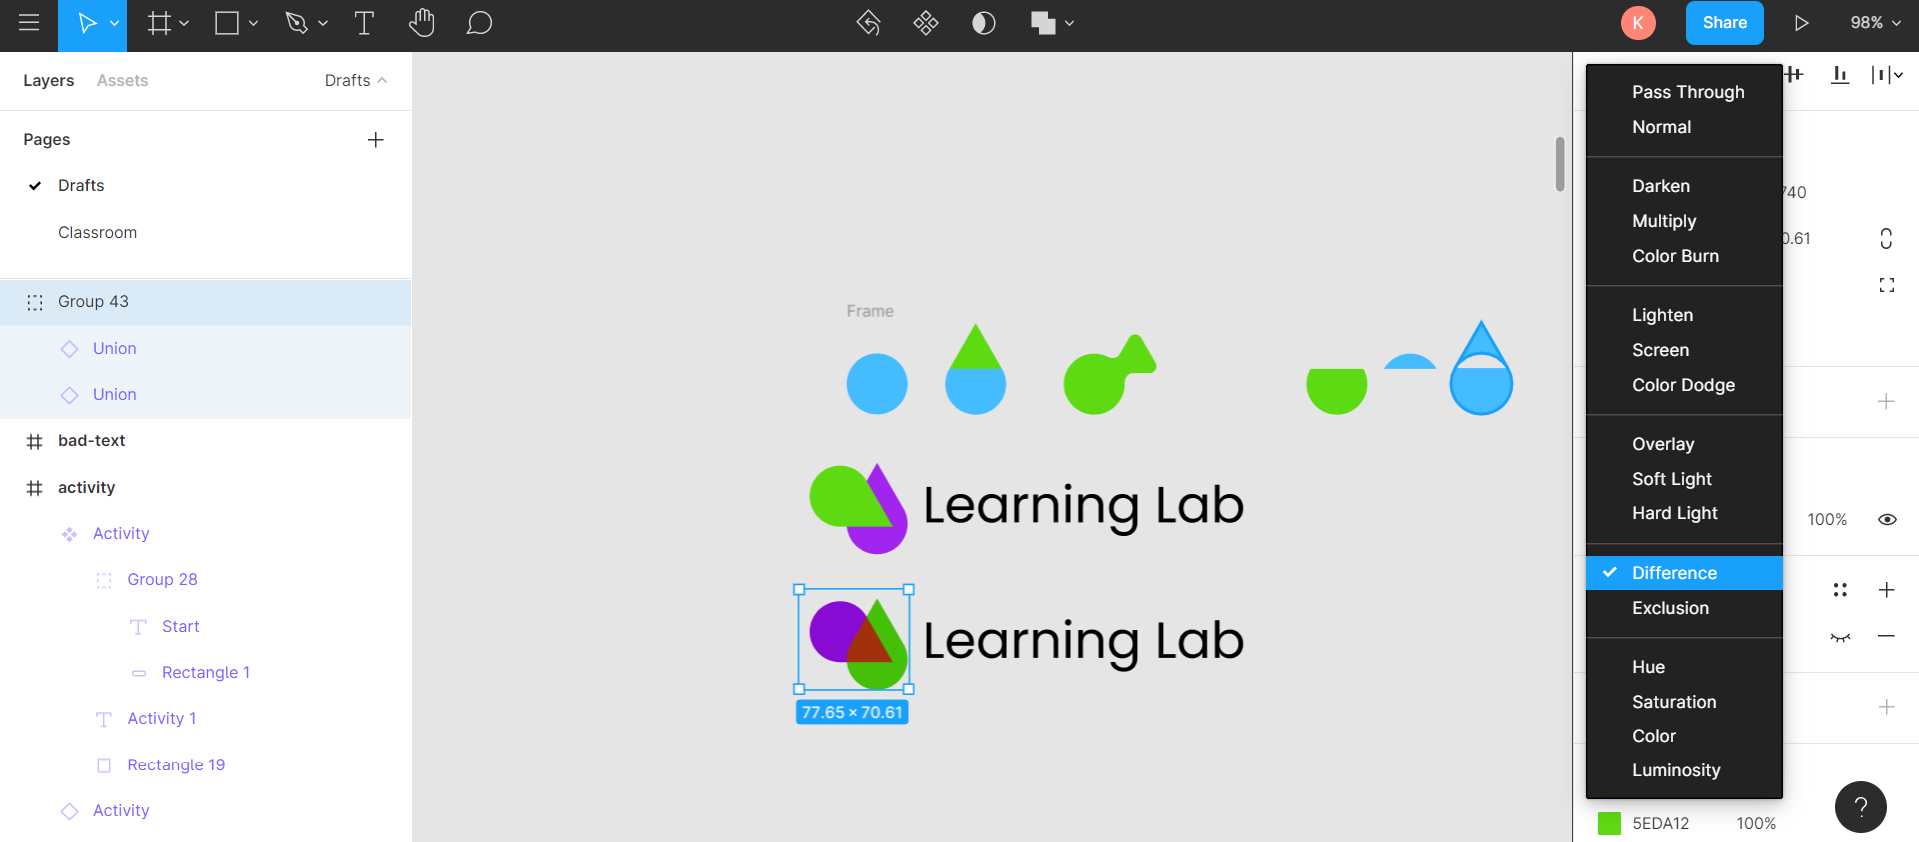 K
Share
98%
Layers
Assets
Drafts
Pages
Drafts
Classroom
Group 43
Union
Union
bad-text
activity
Activity
Group 28
Start
Rectangle 1
Activity 1
Rectangle 19
Activity
Frame
Learning Lab
Learning Lab
77.65 × 70.61
Pass Through
Normal
Darken
Multiply
Color Burn
Lighten
Screen
Color Dodge
Overlay
Soft Light
Hard Light
Difference
Exclusion
Hue
Saturation
Color
Luminosity
740
0.61
100%
5EDA12 100%
?